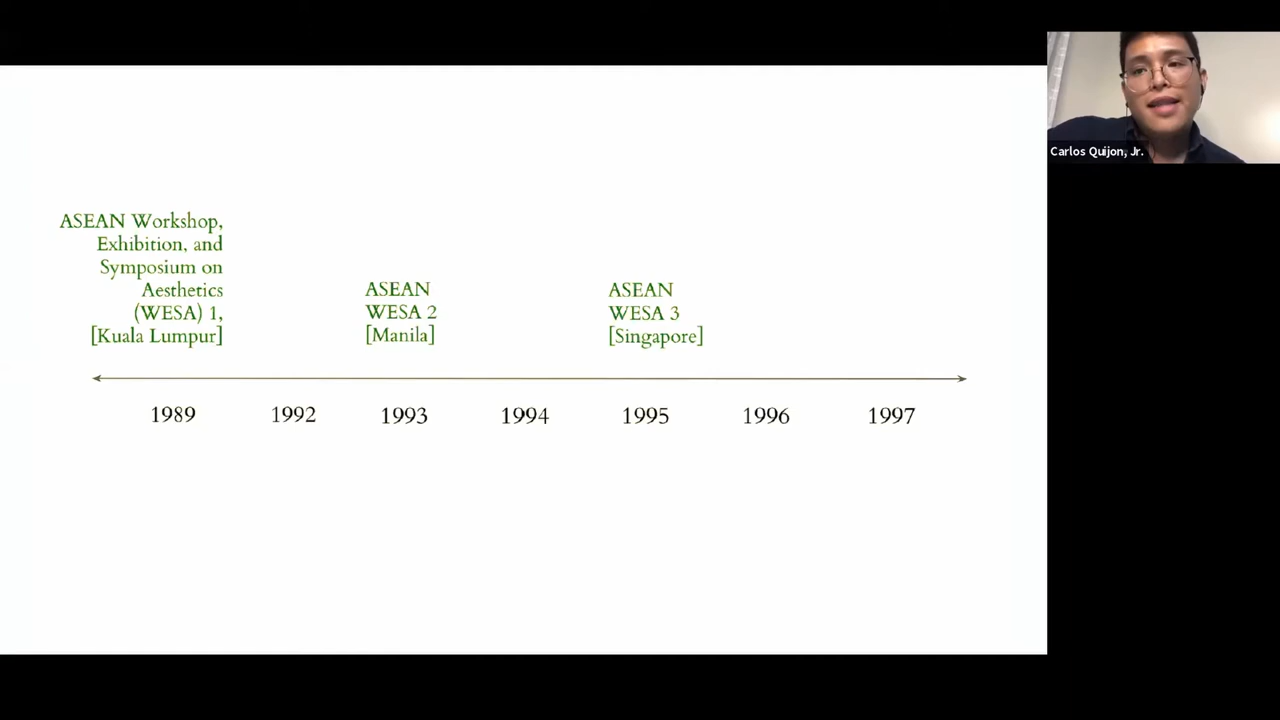 Carlos Quijon, Jr.
ASEAN Workshop,
Exhibition, and
Symposium on
Aesthetics
(WESA) 1,
[Kuala Lumpur]
ASEAN
WESA 2
[Manila]
ASEAN
WESA 3
[Singapore]
1989
1992
1993
1994
1995
1996
1997